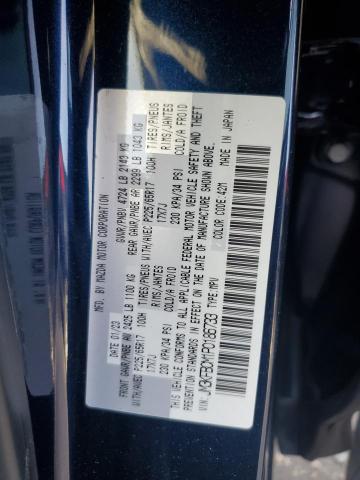 MFD. BY MAZDA MOTOR CORPORATION
01/23 GVWR/PNBV 4724 LB 2143 KG
FRONT GAWR/PNBE AV 2425 LB 1100 KG REAR GAWR/PNBE AR 2299 LB 1043 KG
WITH/AVEC P225/65R17 100H TIRES/PNEUS WITH/AVEC P225/65R17 100H TIRES/PNEUS
17X7J RIMS/JANTES 17X7J RIMS/JANTES
230 KPA/34 PSI COLD/A FROID 230 KPA/34 PSI COLD/A FROID
THIS VEHICLE CONFORMS TO ALL APPLICABLE FEDERAL MOTOR VEHICLE SAFETY AND THEFT
PREVENTION STANDARDS IN EFFECT ON THE DATE OF MANUFACTURE SHOWN ABOVE.
COLOR CODE:42M MADE IN JAPAN
TYPE:MPV